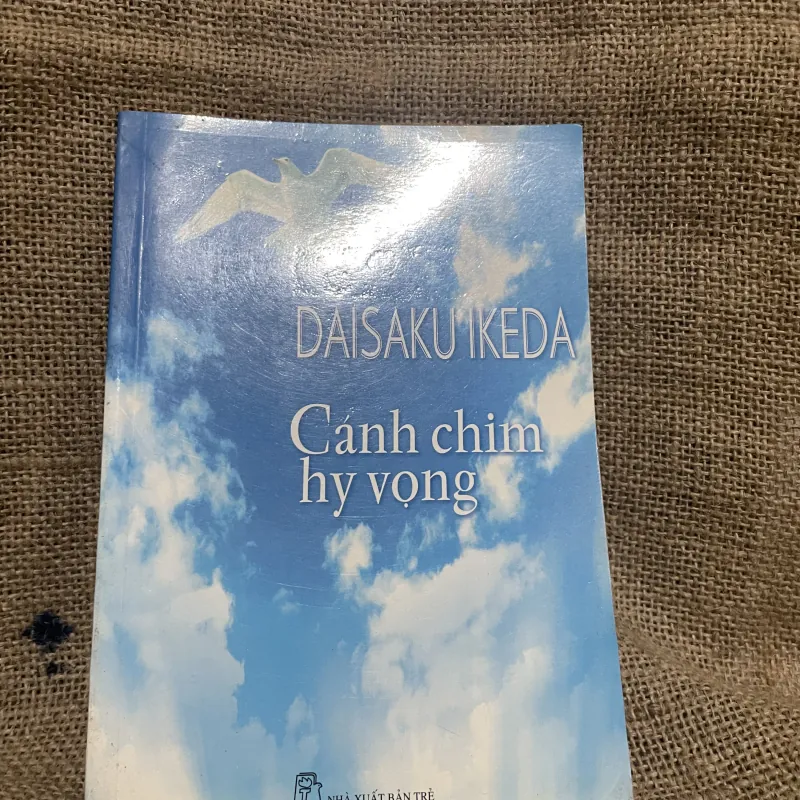 DAISAKU IKEDA
Cánh chim
hy vọng
NHÀ XUẤT BẢN TRẺ